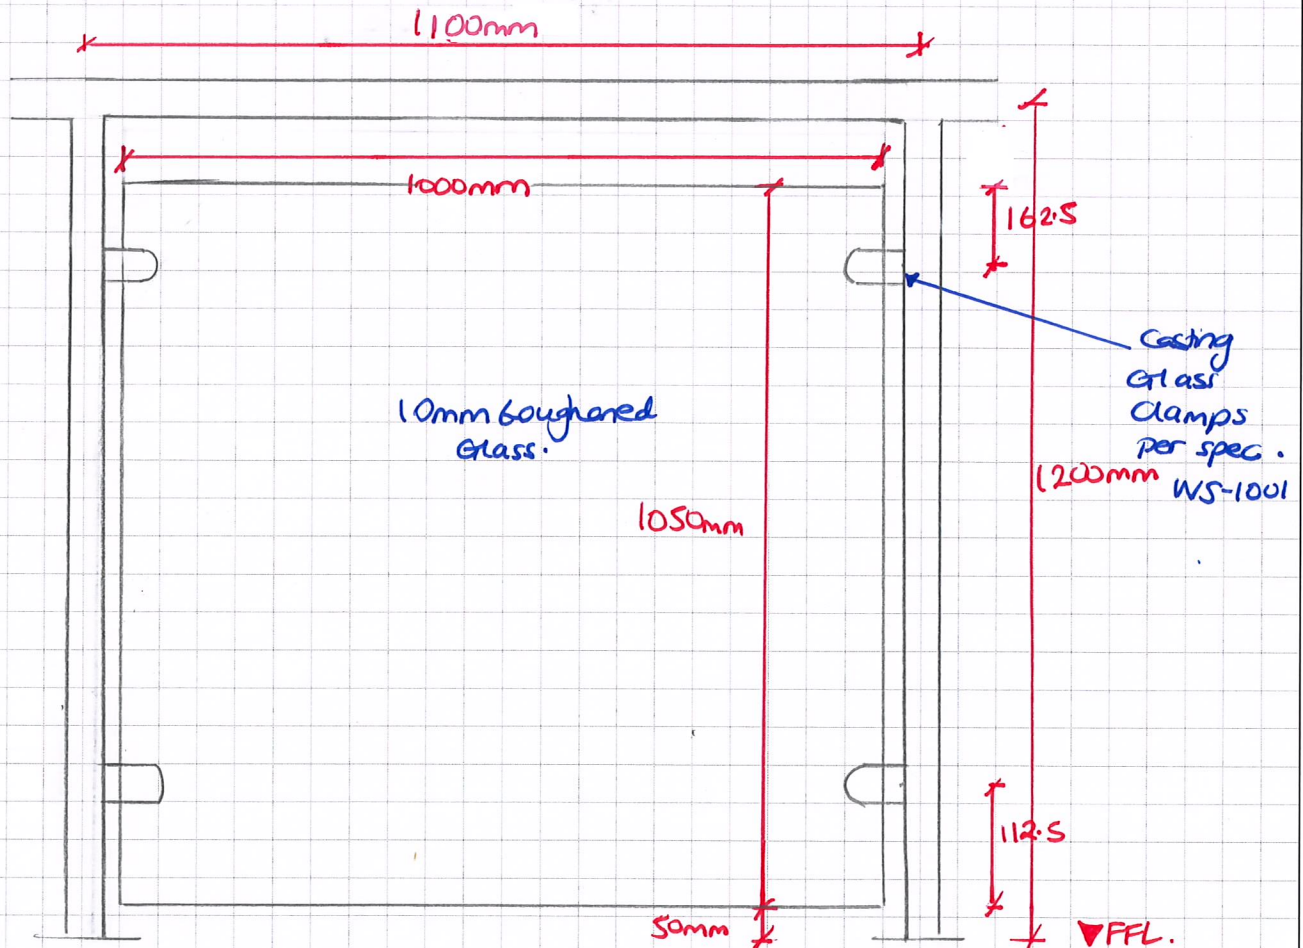 1100mm
1000mm
162.5
Casting
Glass
Clamps
per spec.
WS-1001
10mm toughened
Glass.
1200mm
1050mm
112.5
50mm
FFL.